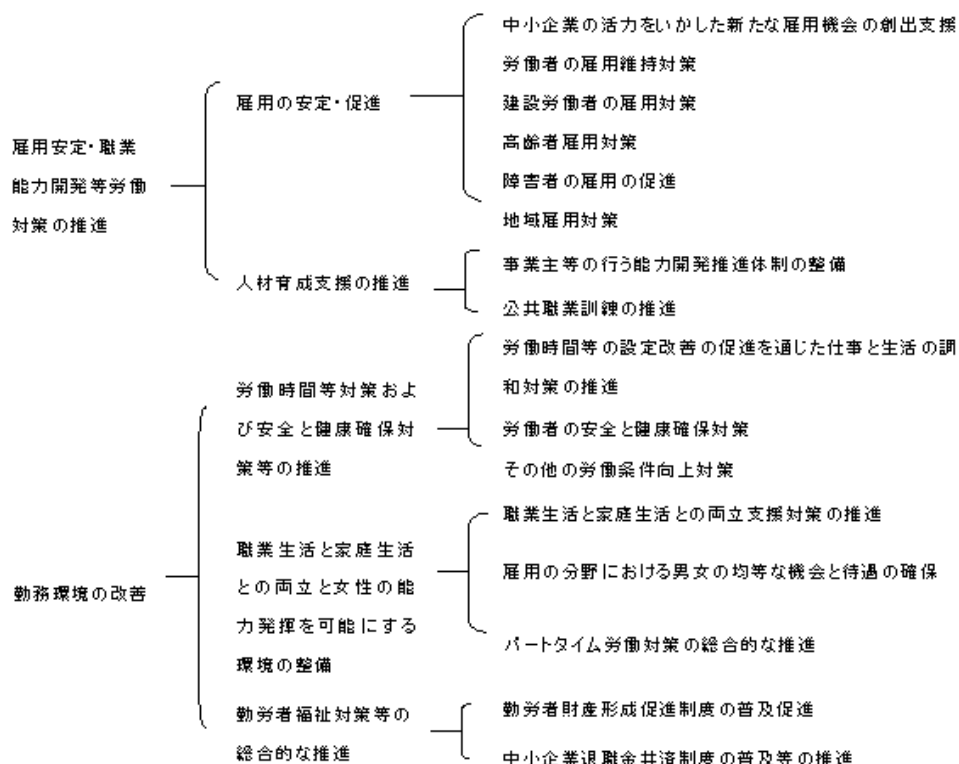 雇用安定・職業
能力開発等労働
対策の推進
雇用の安定・促進
中小企業の活力をいかした新たな雇用機会の創出支援
労働者の雇用維持対策
建設労働者の雇用対策
高齢者雇用対策
障害者の雇用の促進
地域雇用対策
人材育成支援の推進
事業主等の行う能力開発推進体制の整備
公共職業訓練の推進
勤務環境の改善
労働時間等対策およ
び安全と健康確保対
策等の推進
労働時間等の設定改善の促進を通じた仕事と生活の調
和対策の推進
労働者の安全と健康確保対策
その他の労働条件向上対策
職業生活と家庭生活
との両立と女性の能
力発揮を可能にする
環境の整備
職業生活と家庭生活との両立支援対策の推進
雇用の分野における男女の均等な機会と待遇の確保
パートタイム労働対策の総合的な推進
勤労者福祉対策等の
総合的な推進
勤労者財産形成促進制度の普及促進
中小企業退職金共済制度の普及等の推進